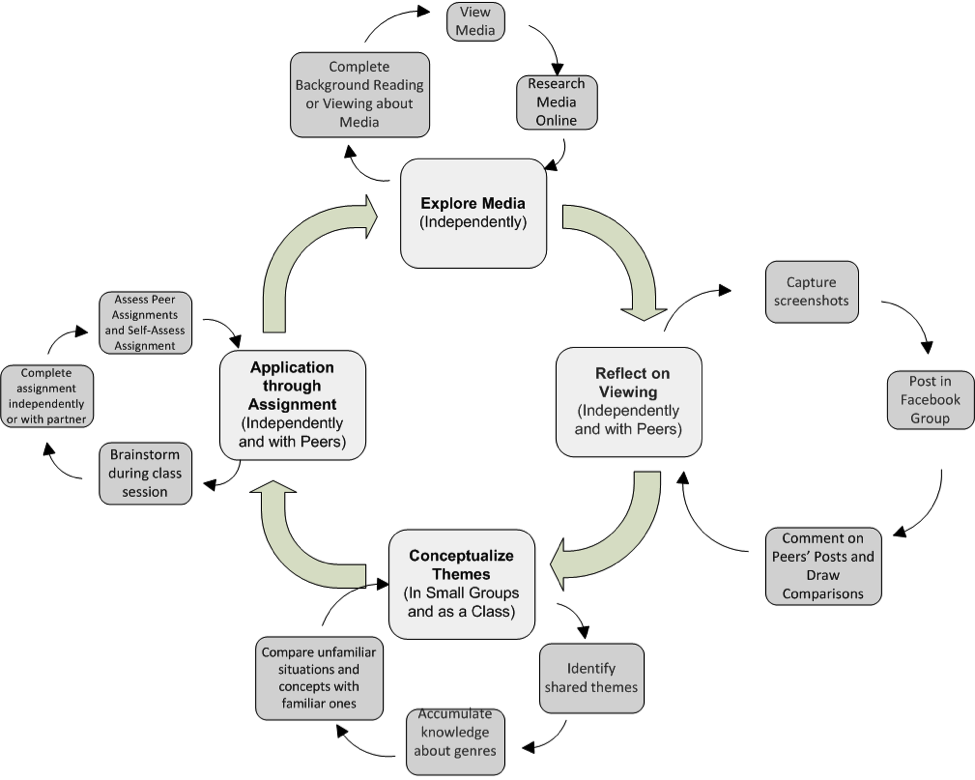 View
Media
Complete
Background Reading
or Viewing about
Media
Research
Media
Online
Explore Media
(Independently)
Capture
screenshots
Assess Peer
Assignments
and Self-Assess
Assignment
Application
through
Assignment
(Independently
and with Peers)
Reflect on
Viewing
(Independently
and with Peers)
Complete
assignment
independently
or with partner
Post in
Facebook
Group
Brainstorm
during class
session
Conceptualize
Themes
(In Small Groups
and as a Class)
Comment on
Peers' Posts and
Draw
Comparisons
Compare unfamiliar
situations and
concepts with
familiar ones
Identify
shared themes
Accumulate
knowledge
about genres